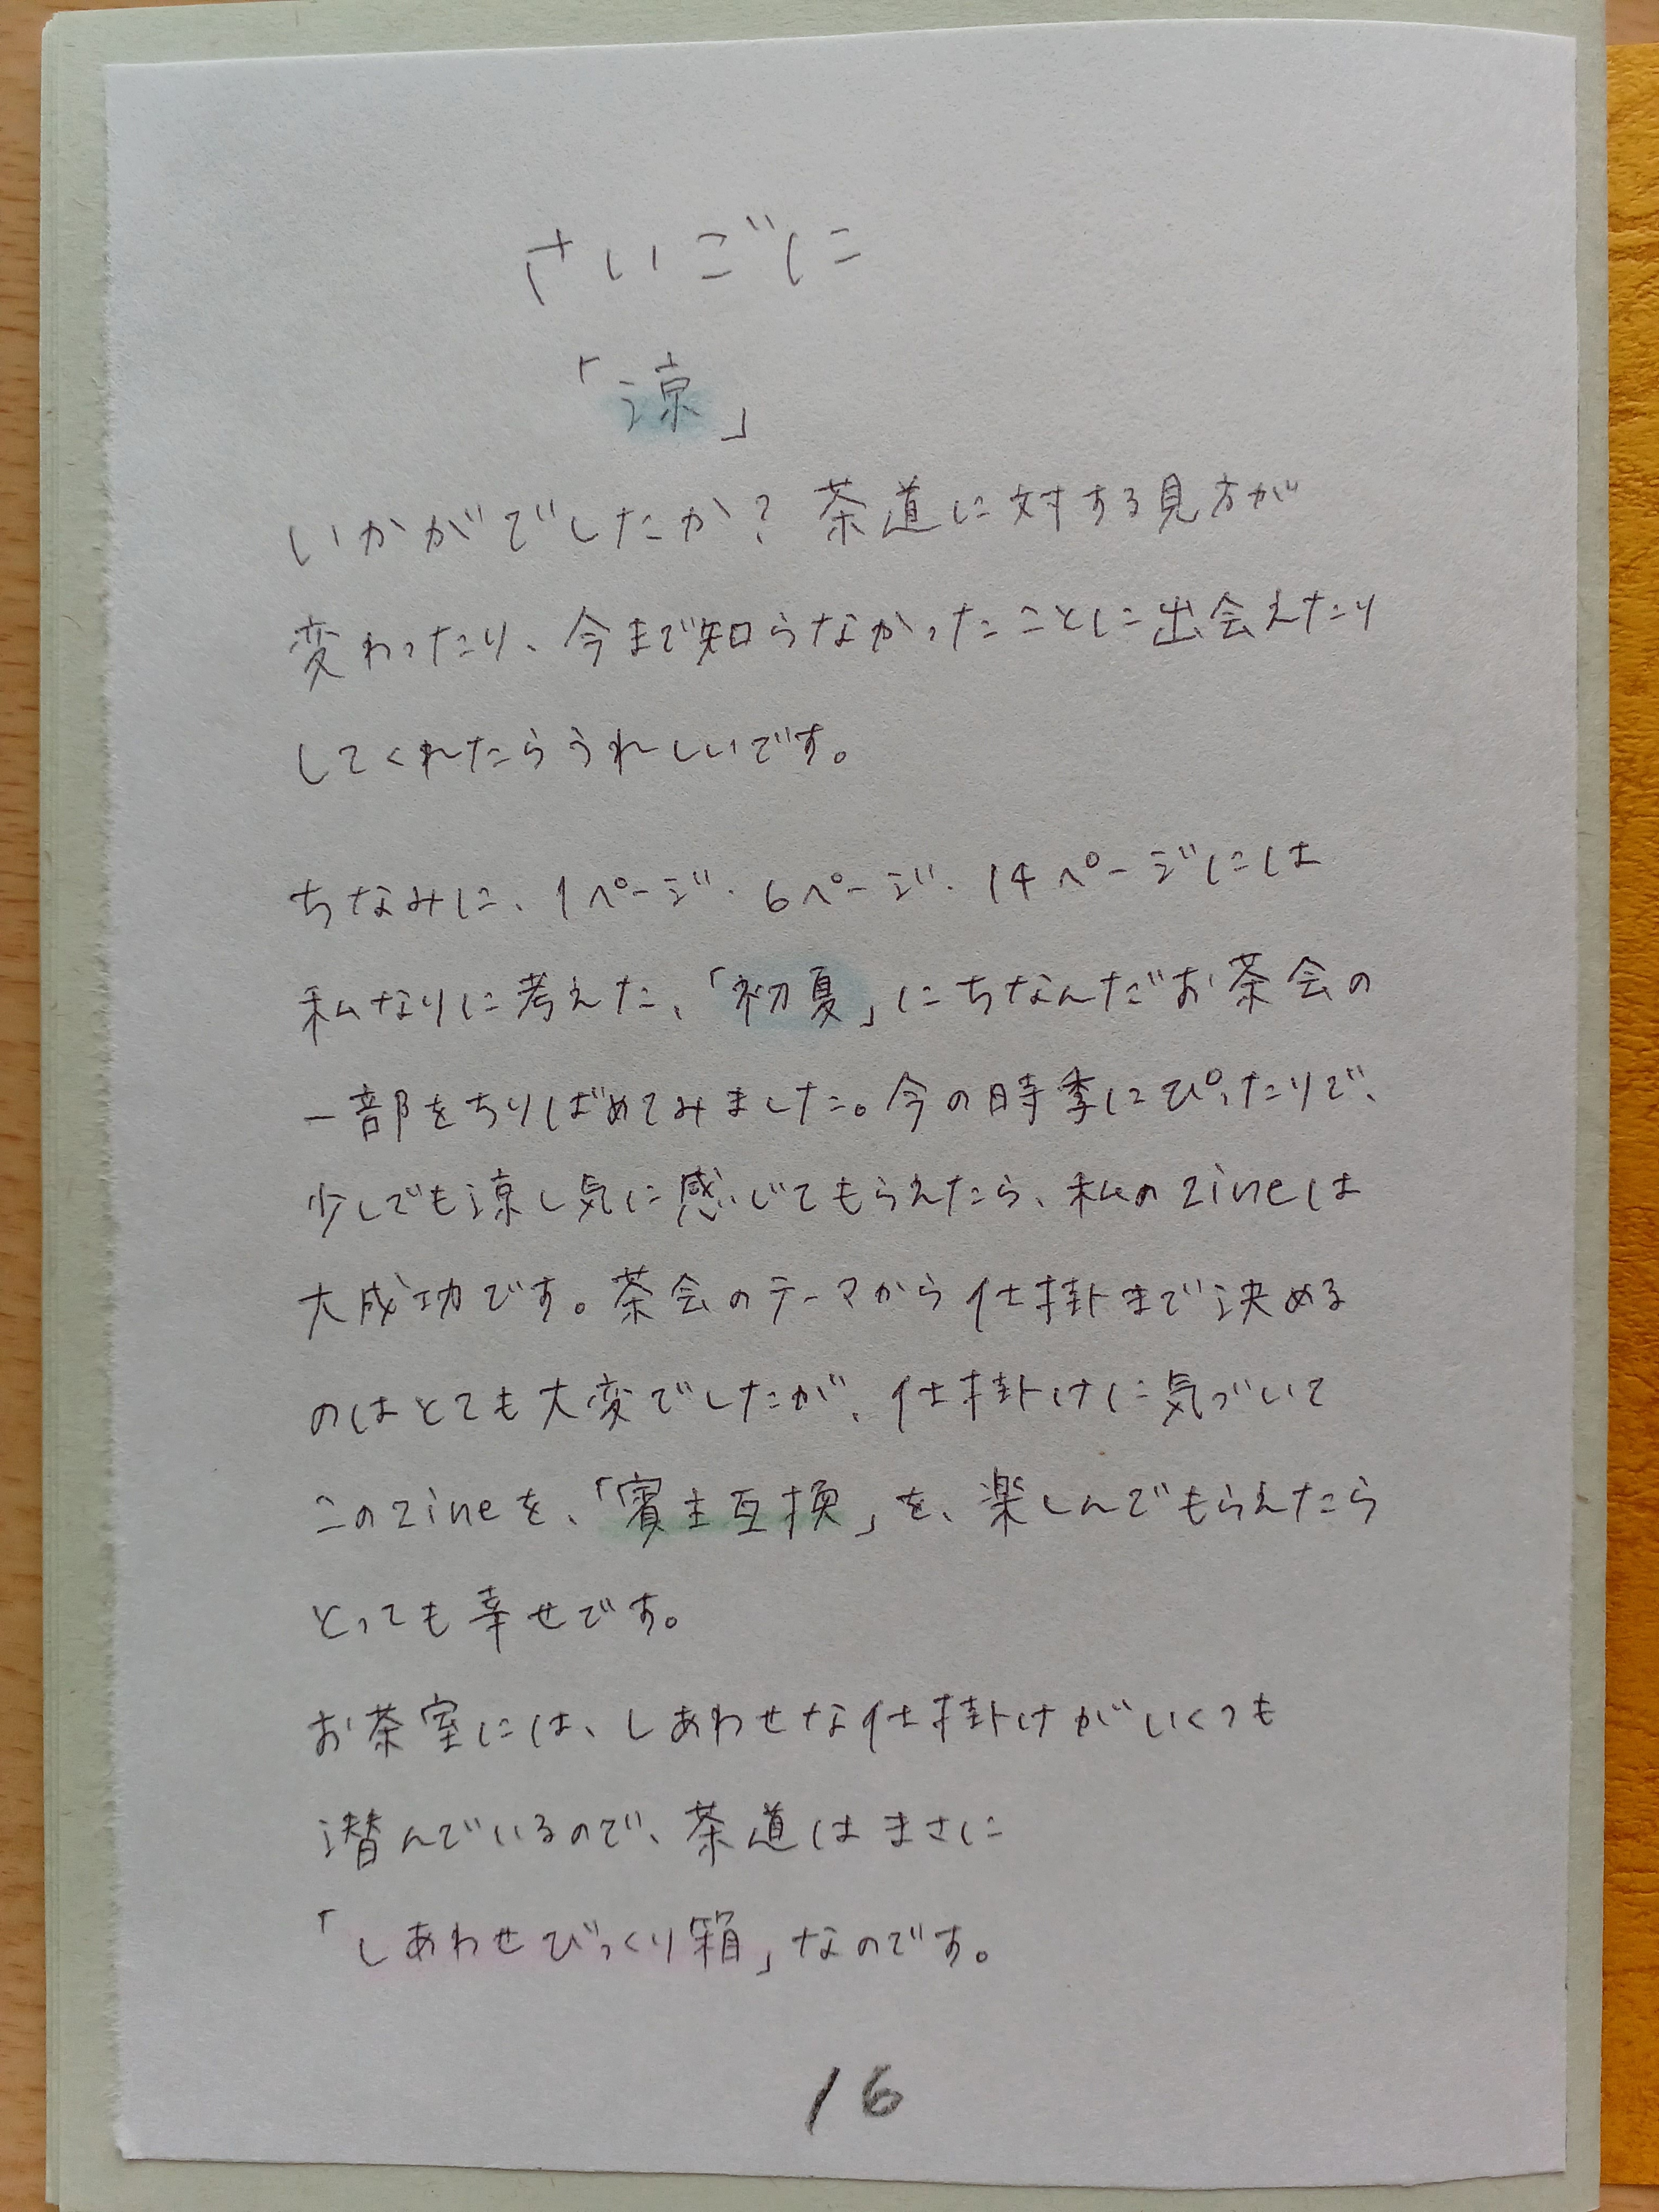 さいごに
「涼」
いかがでしたか?茶道に対する見方が
変わったり、今まで知らなかったことに出会えたり
してくれたらうれしいです。
ちなみに、1ページ・6ページ・14ページには
私なりに考えた、「初夏」にちなんだお茶会の
一部をちりばめてみました。今の時季にぴったりで、
少しでも涼し気に感じてもらえたら、私のzineは
大成功です。茶会のテーマから仕掛まで決める
のはとても大変でしたが、仕掛けに気づいて
このzineを、「賓主互換」を、楽しんでもらえたら
とっても幸せです。
お茶室には、しあわせな仕掛けがいくつも
潜んでいるので、茶道はまさに
「しあわせびっくり箱」なのです。
16